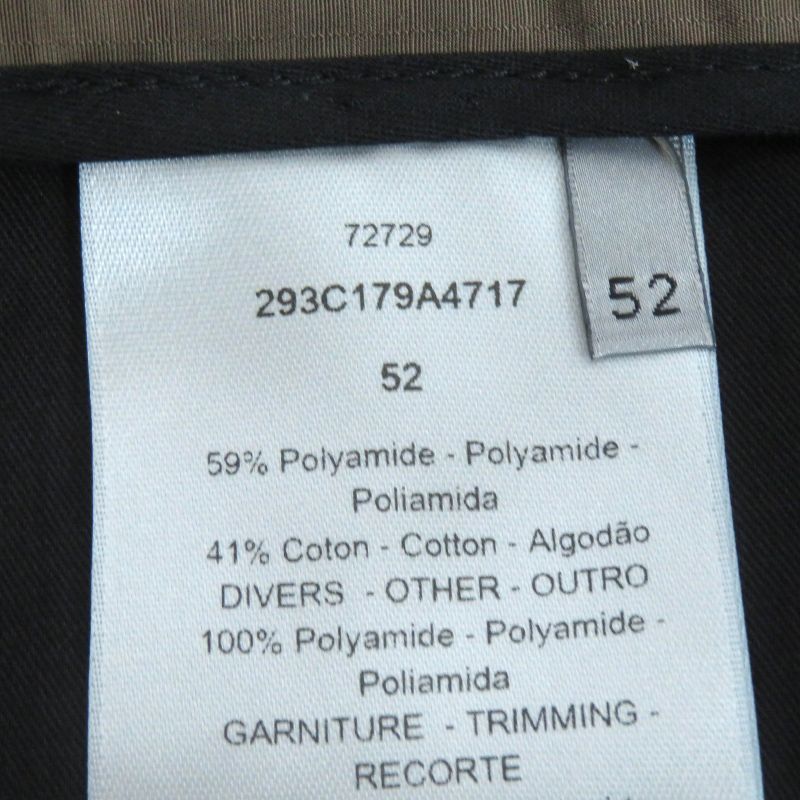 72729
293C179A4717
52
52
59% Polyamide - Polyamide -
Poliamida
41% Coton - Cotton - Algodão
DIVERS - OTHER - OUTRO
100% Polyamide - Polyamide -
Poliamida
GARNITURE - TRIMMING -
RECORTE